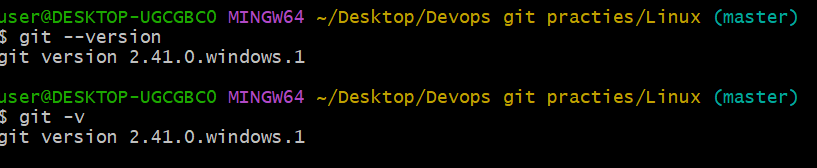 user@DESKTOP-UGCGBC0 MINGW64 ~/Desktop/Devops git practies/Linux (master)
$ git --version
git version 2.41.0.windows.1
user@DESKTOP-UGCGBC0 MINGW64 ~/Desktop/Devops git practies/Linux (master)
$ git -v
git version 2.41.0.windows.1